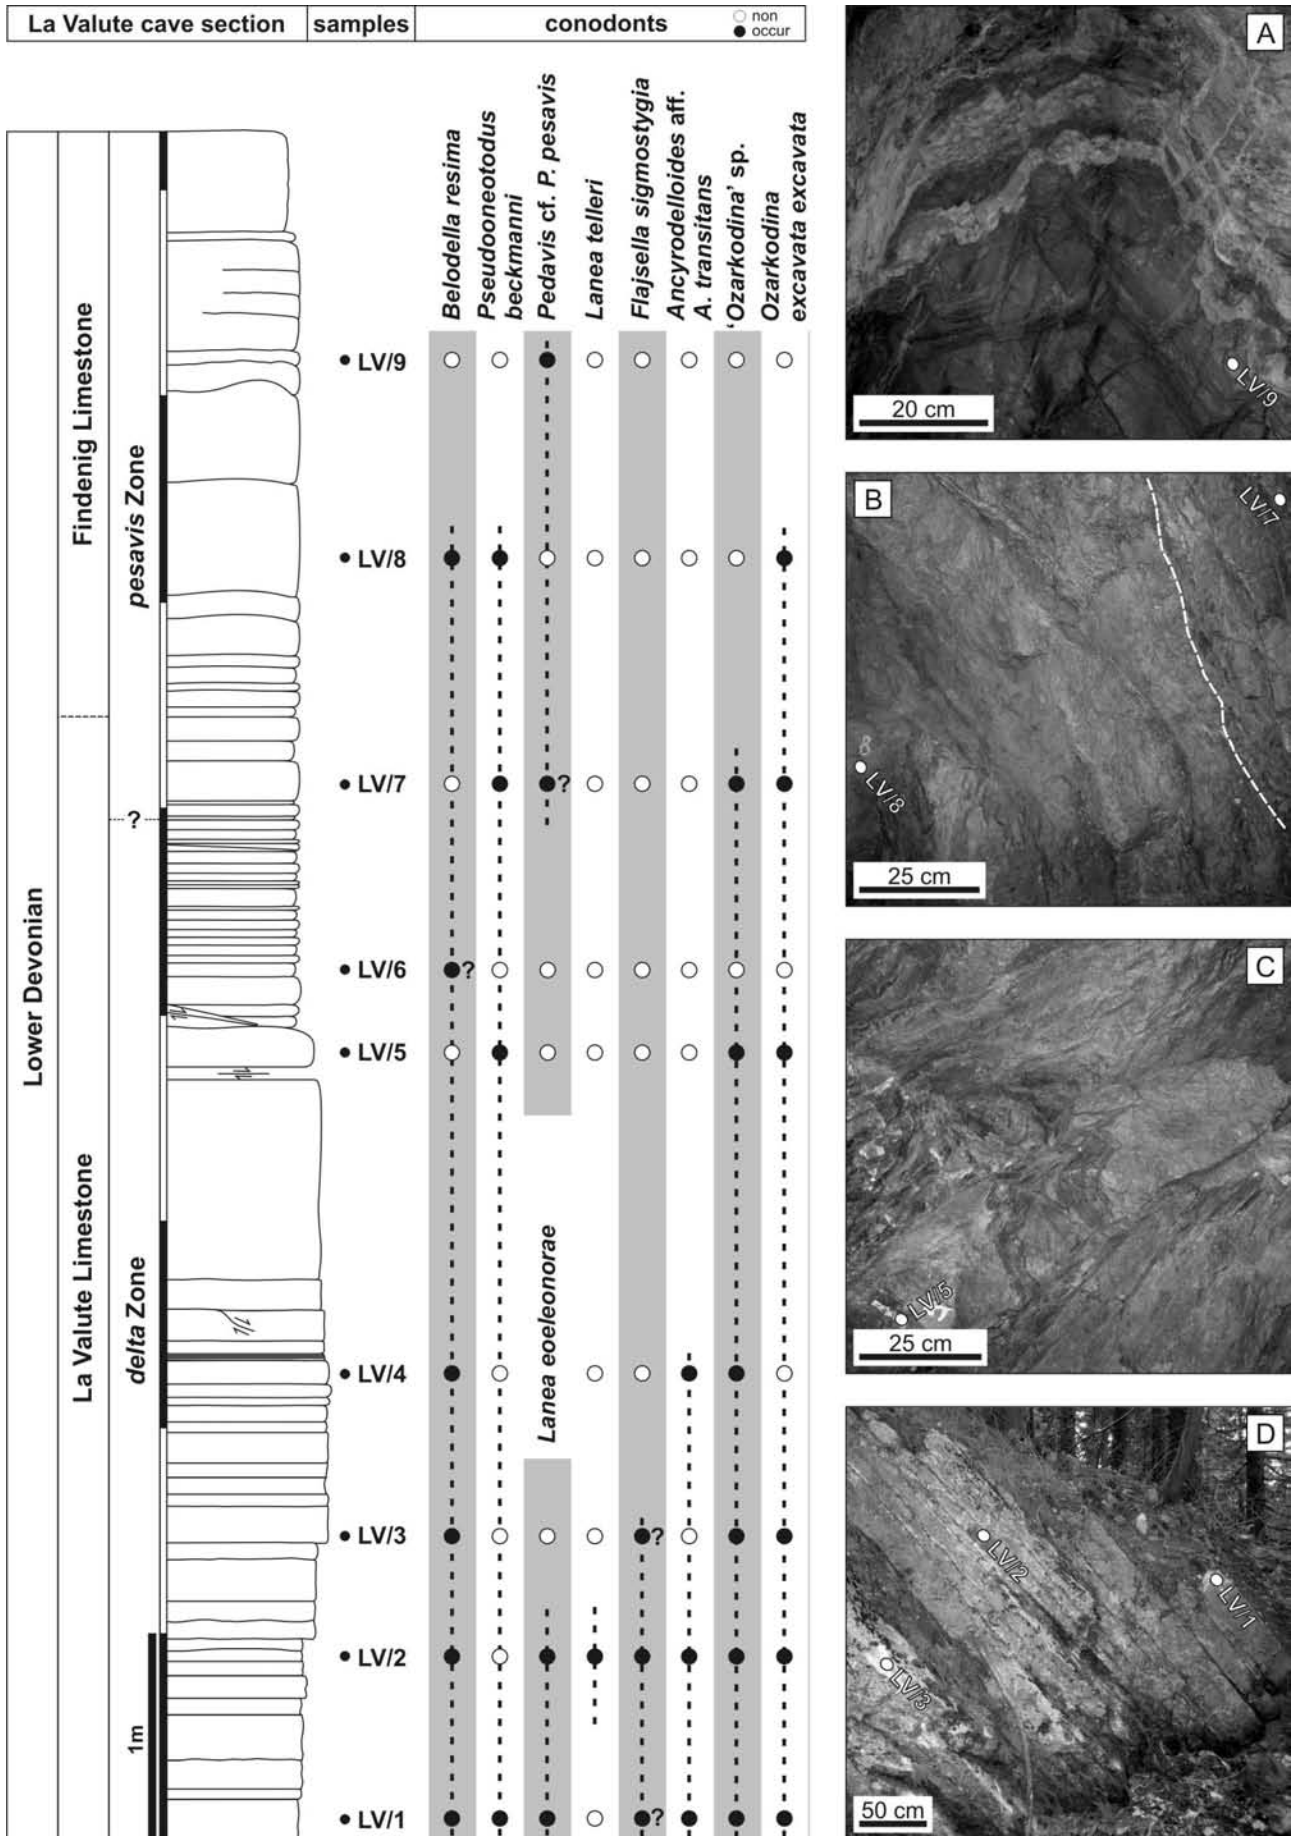 La Valute cave section
samples
conodonts
non
occur
Belodella resima
Pseudooneotodus
beckmanni
Pedavis cf. P. pesavis
Lanea telleri
Flajsella sigmostygia
Ancyrodelloides aff.
A. transitans
'Ozarkodina' sp.
Ozarkodina
excavata excavata
Lower Devonian
Findenig Limestone
La Valute Limestone
pesavis Zone
?
delta Zone
1m
LV/9
LV/8
LV/7
?
LV/6
?
LV/5
Lanea eoeleonorae
LV/4
LV/3
?
LV/2
LV/1
?
A
LV/9
20 cm
B
LV/7
8
LV/8
25 cm
C
LV/5
5
25 cm
D
LV/2
LV/1
LV/3
50 cm